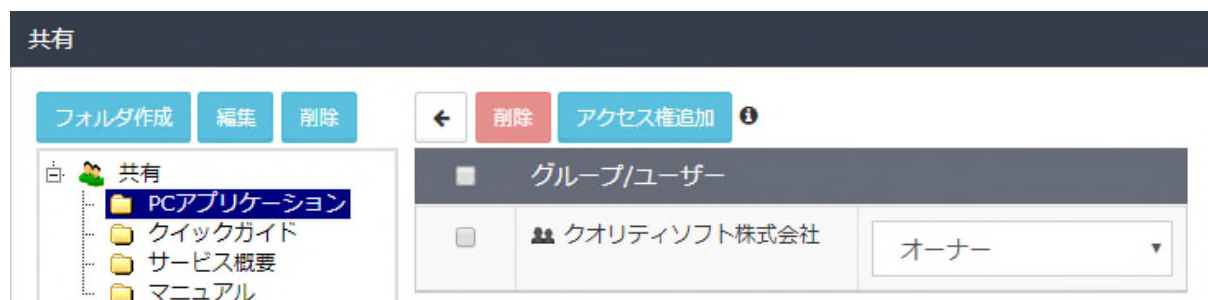 共有
フォルダ作成 編集 削除
← 削除 アクセス権追加
共有
PCアプリケーション
クイックガイド
サービス概要
マニュアル
グループ/ユーザー
クオリティソフト株式会社 オーナー